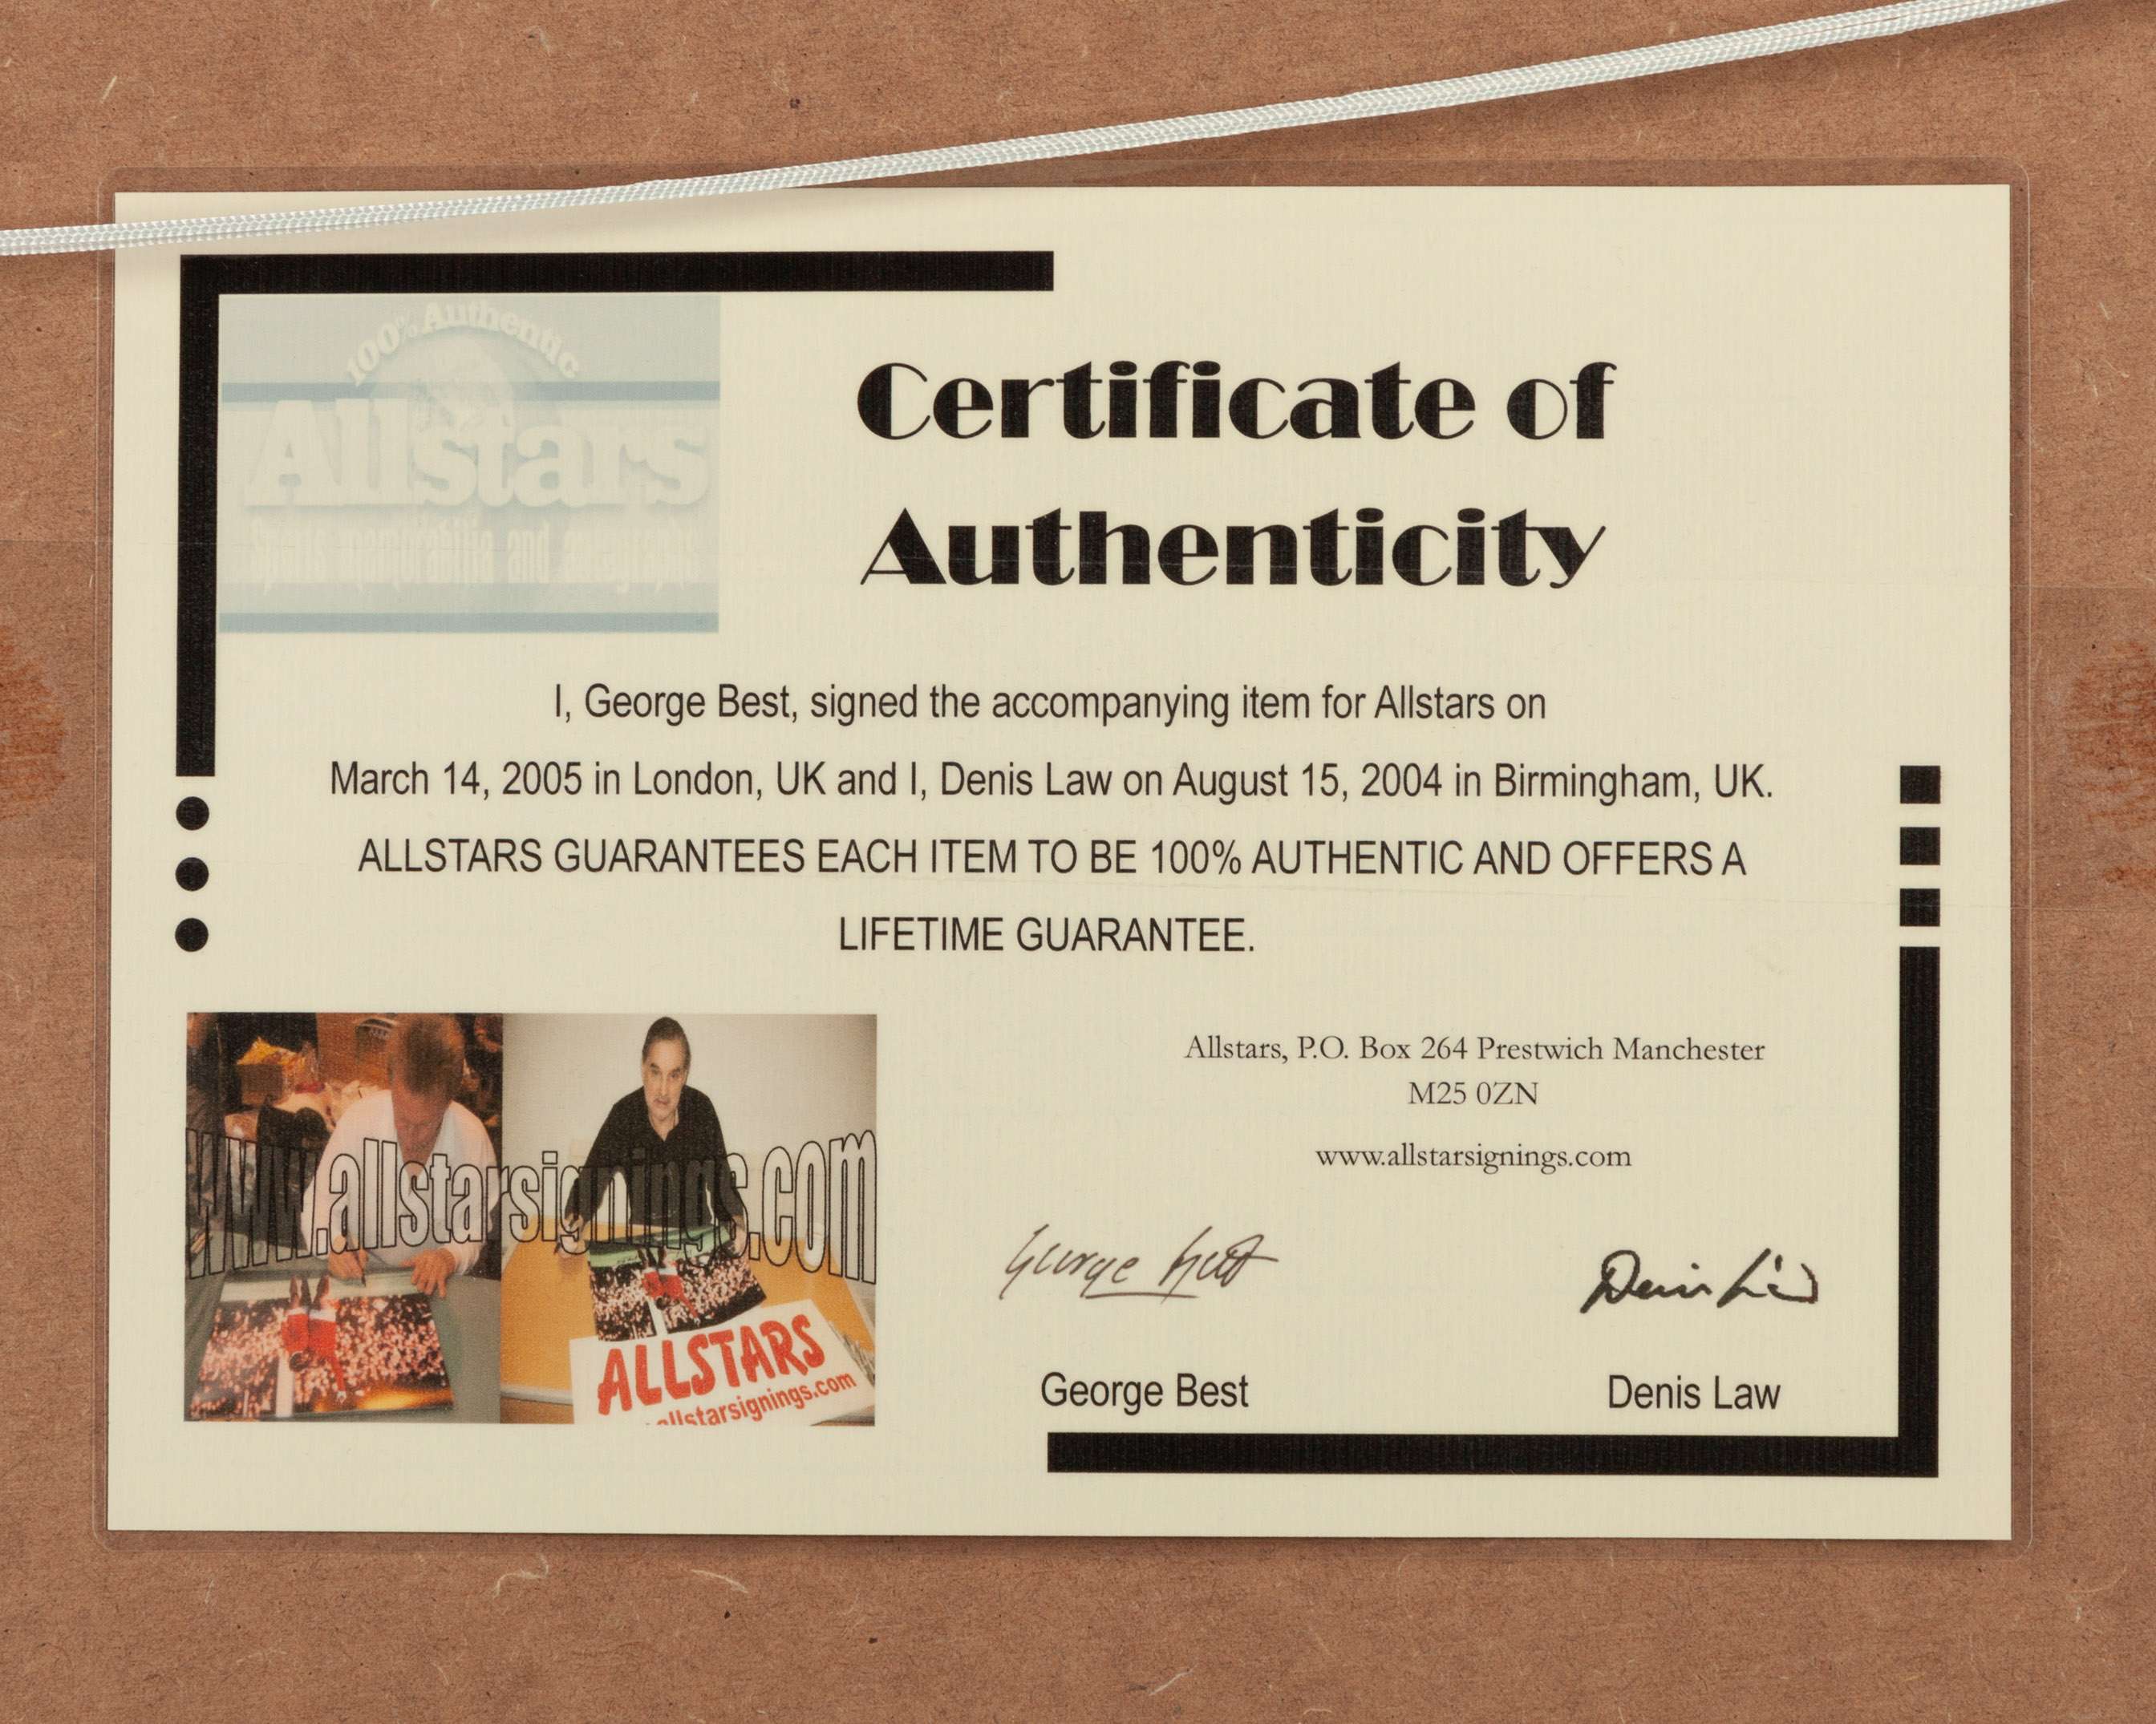 100% Authentic
Allstars
Certificate of
Authenticity
I, George Best, signed the accompanying item for Allstars on
March 14, 2005 in London, UK and I, Denis Law on August 15, 2004 in Birmingham, UK.
ALLSTARS GUARANTEES EACH ITEM TO BE 100% AUTHENTIC AND OFFERS A
LIFETIME GUARANTEE.
www.allstarsignings.com
ALLSTARS
allstarsignings.com
Allstars, P.O. Box 264 Prestwich Manchester
M25 0ZN
www.allstarsignings.com
George Best
Denis Law
George Best
Denis Law